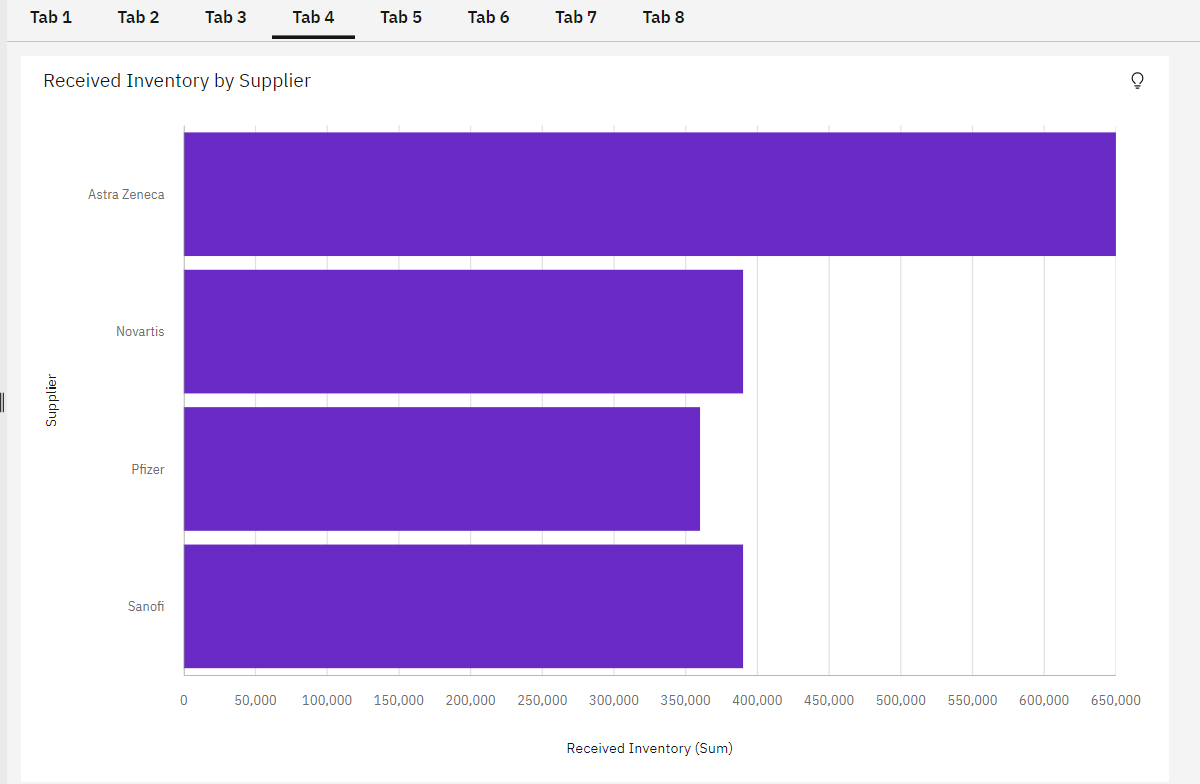 Tab 1 Tab 2 Tab 3 Tab 4 Tab 5 Tab 6 Tab 7 Tab 8
Received Inventory by Supplier
Supplier
Astra Zeneca
Novartis
Pfizer
Sanofi
0 50,000 100,000 150,000 200,000 250,000 300,000 350,000 400,000 450,000 500,000 550,000 600,000 650,000
Received Inventory (Sum)